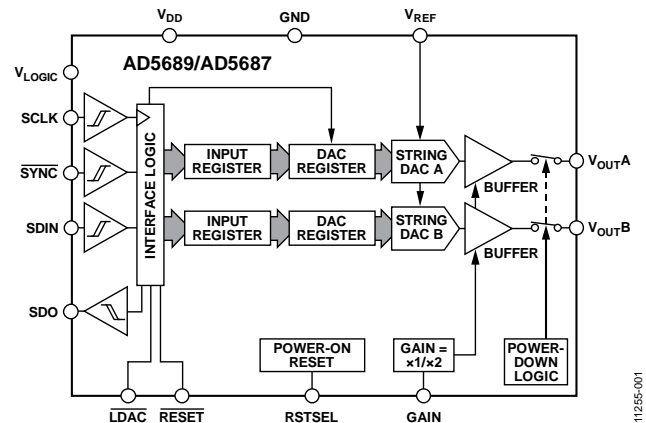 VDD
GND
VREF
AD5689/AD5687
VLOGIC
SCLK
SYNC
SDIN
SDO
INTERFACE LOGIC
INPUT
REGISTER
DAC
REGISTER
STRING
DAC A
BUFFER
VOUTA
INPUT
REGISTER
DAC
REGISTER
STRING
DAC B
BUFFER
VOUTB
POWER-ON
RESET
GAIN =
×1/×2
POWER-
DOWN
LOGIC
LDAC
RESET
RSTSEL
GAIN
11255-001